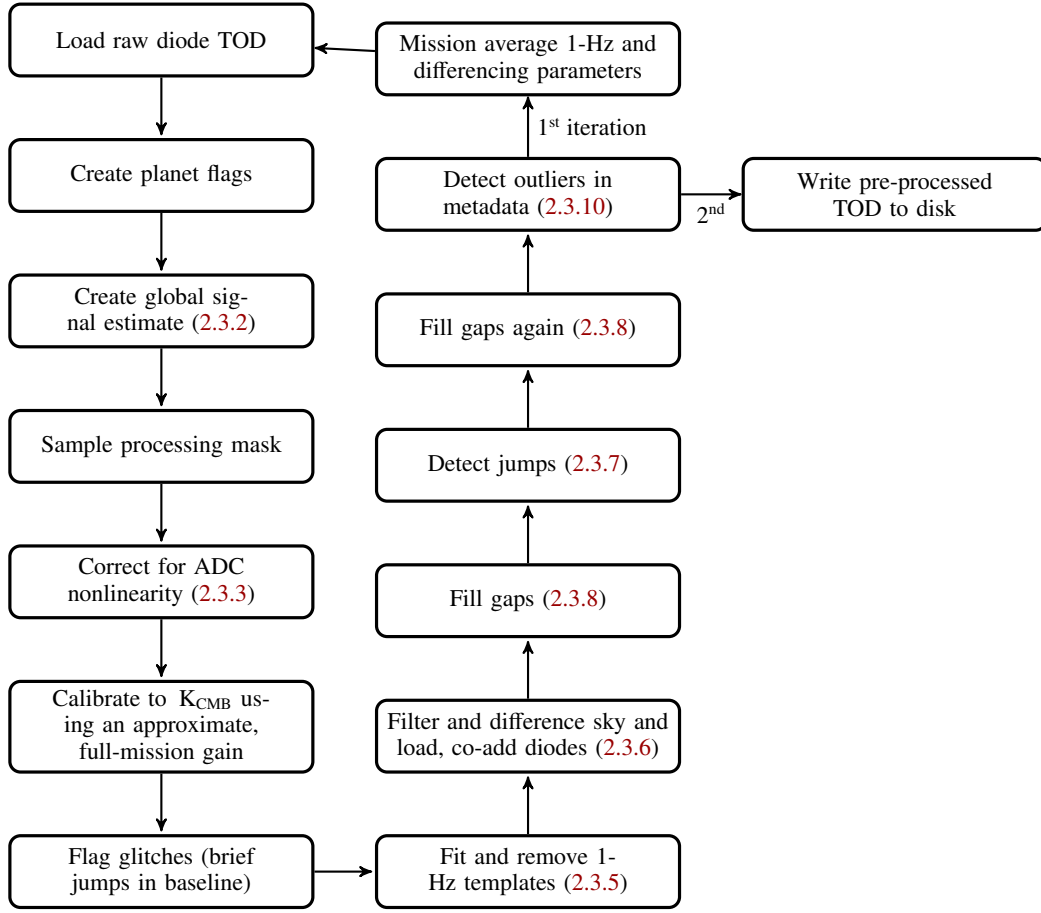 Load raw diode TOD
Create planet flags
Create global sig-
nal estimate (2.3.2)
Sample processing mask
Correct for ADC
nonlinearity (2.3.3)
Calibrate to K_CMB us-
ing an approximate,
full-mission gain
Flag glitches (brief
jumps in baseline)
Fit and remove 1-
Hz templates (2.3.5)
Filter and difference sky and
load, co-add diodes (2.3.6)
Fill gaps (2.3.8)
Detect jumps (2.3.7)
Fill gaps again (2.3.8)
Detect outliers in
metadata (2.3.10)
1st iteration
Mission average 1-Hz and
differencing parameters
2nd
Write pre-processed
TOD to disk